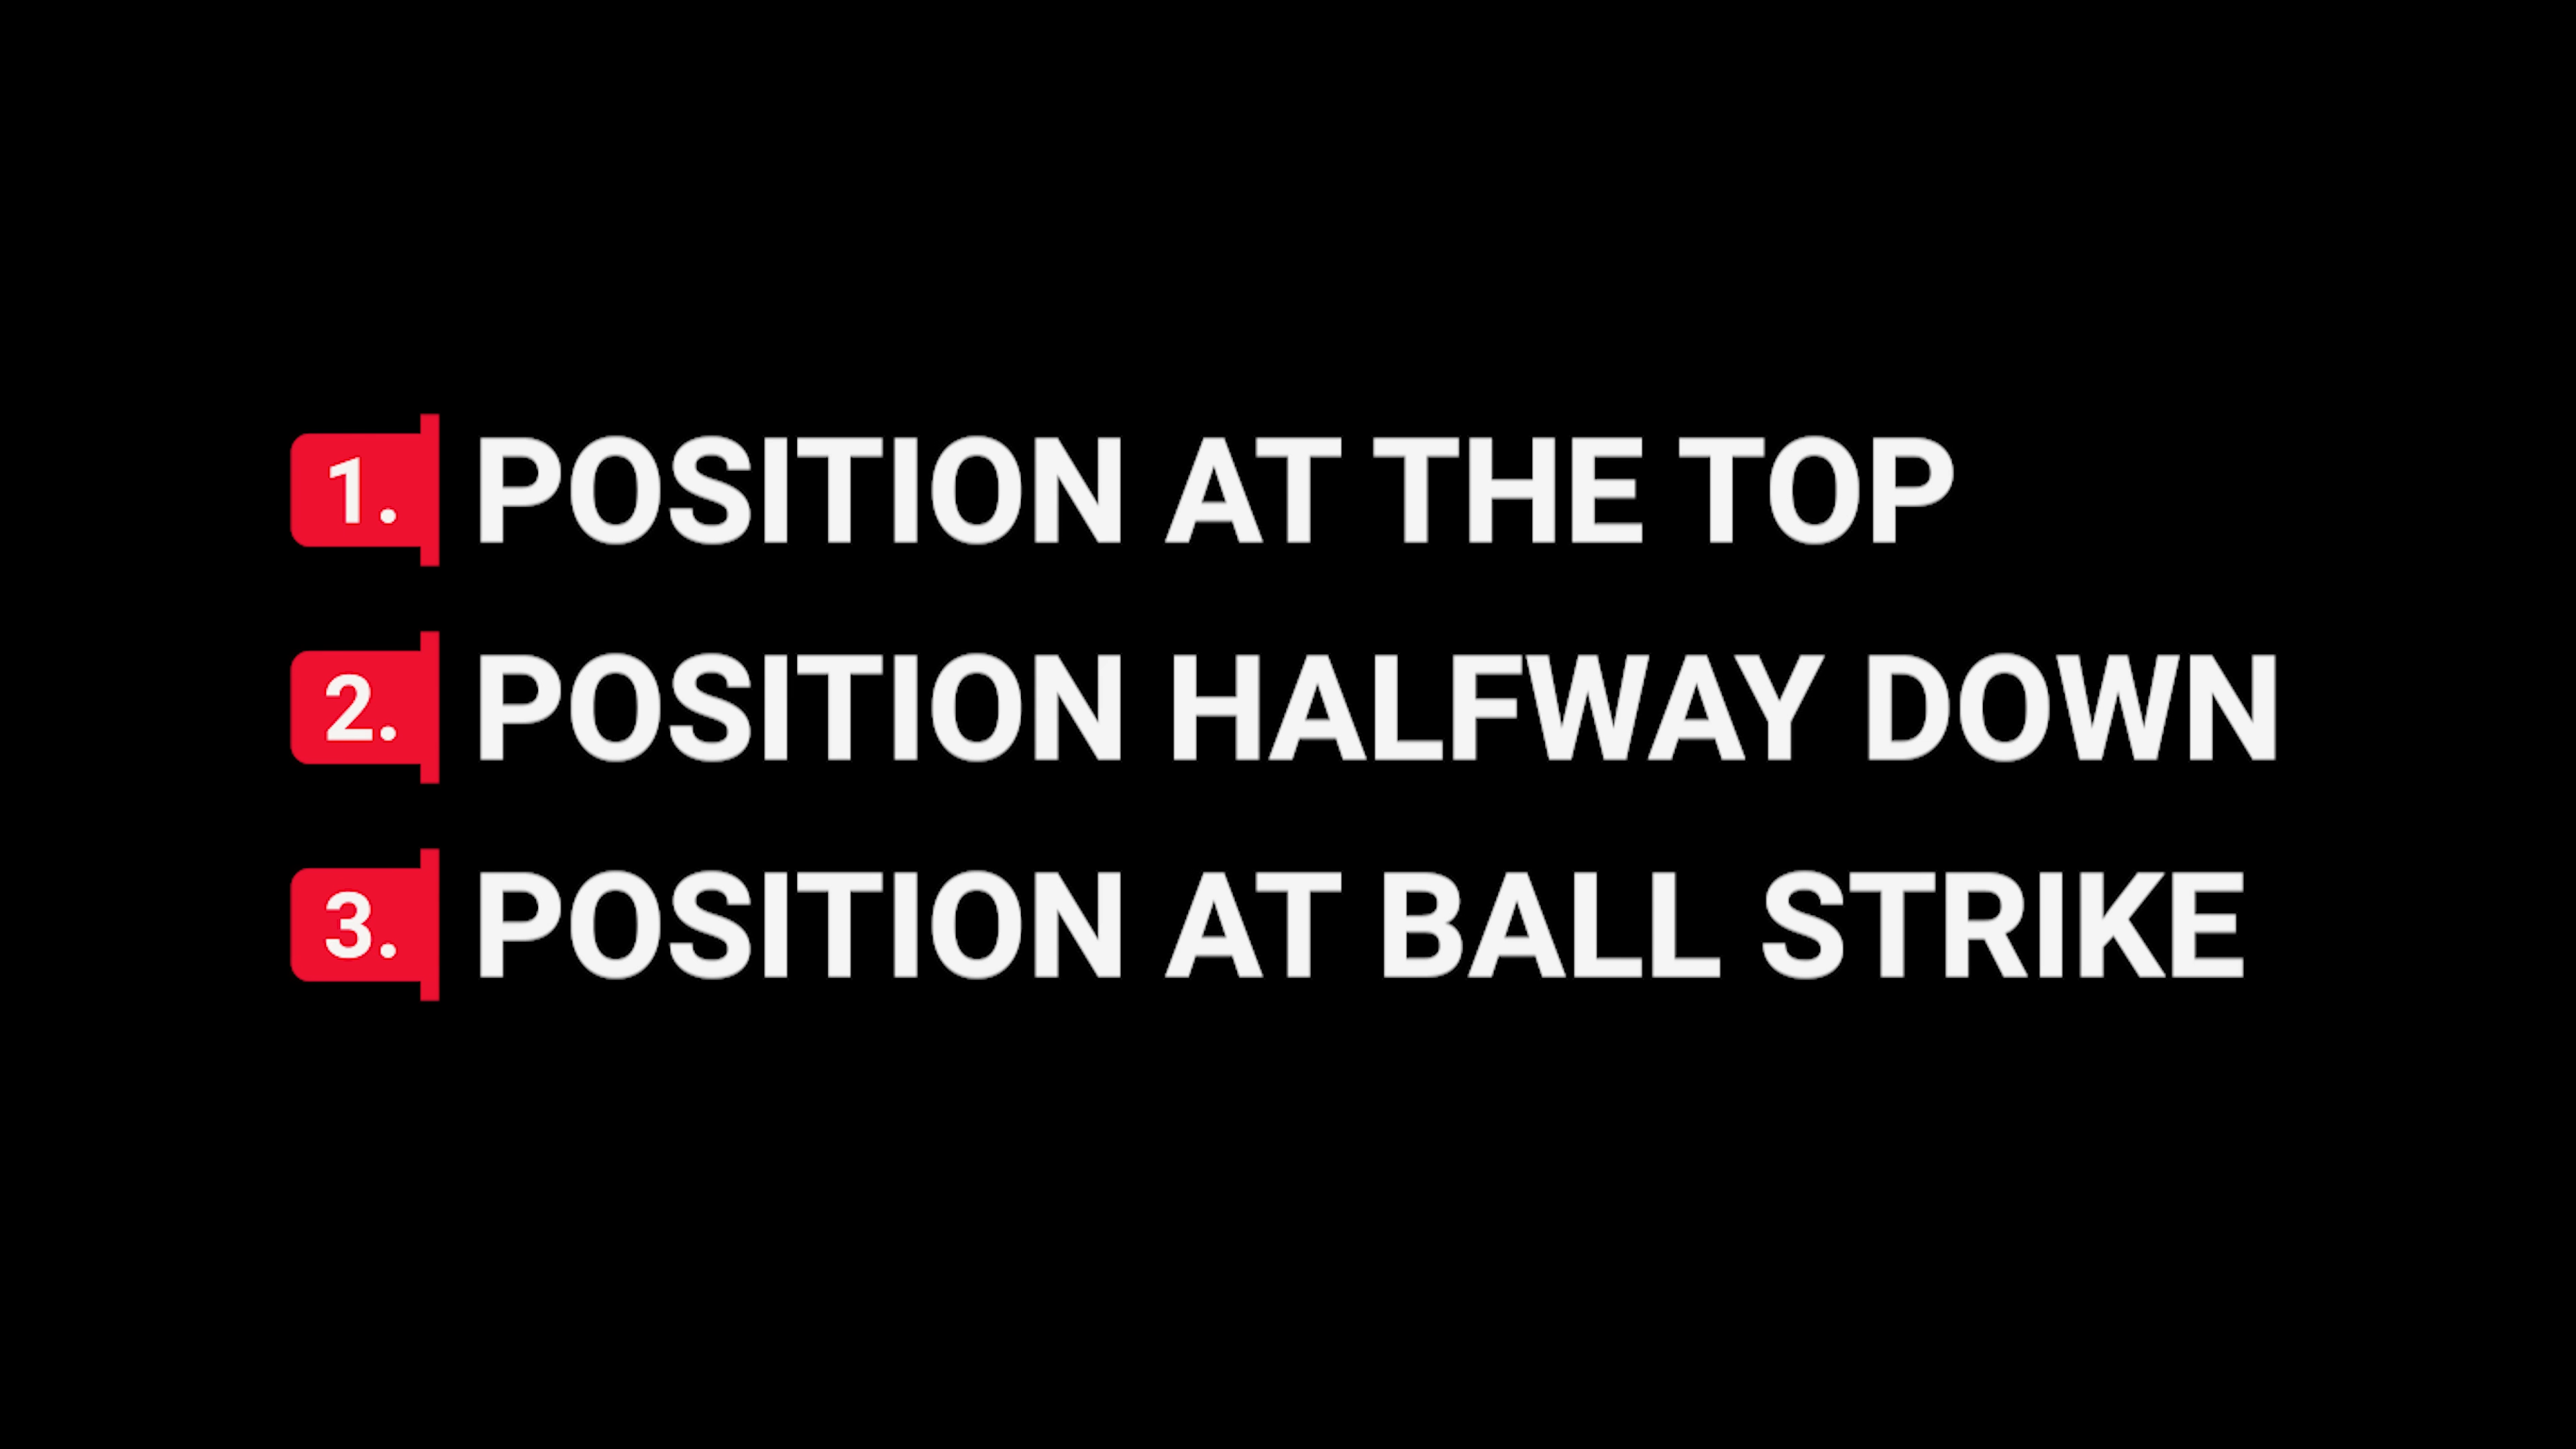 1. POSITION AT THE TOP
2. POSITION HALFWAY DOWN
3. POSITION AT BALL STRIKE